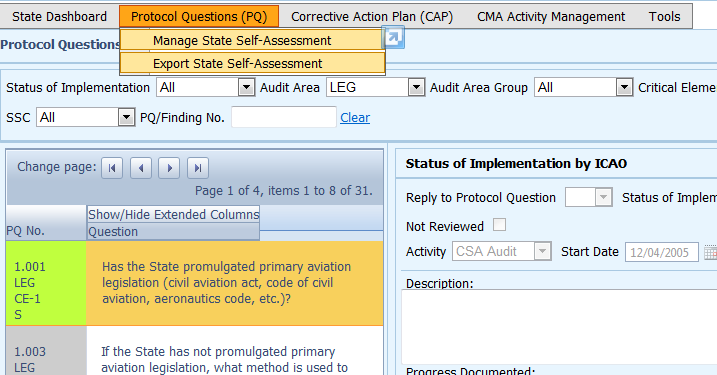 State Dashboard Protocol Questions (PQ) Corrective Action Plan (CAP) CMA Activity Management Tools
Manage State Self-Assessment
Protocol Questions
Export State Self-Assessment
Status of Implementation All Audit Area LEG Audit Area Group All Critical Eleme
SSC All PQ/Finding No. Clear
Change page:
Page 1 of 4, items 1 to 8 of 31.
Show/Hide Extended Columns
PQ No. Question
1.001
LEG
CE-1
S
Has the State promulgated primary aviation
legislation (civil aviation act, code of civil
aviation, aeronautics code, etc.)?
1.003
LEG
If the State has not promulgated primary
aviation legislation, what method is used to
Status of Implementation by ICAO
Reply to Protocol Question Status of Implem
Not Reviewed
Activity CSA Audit Start Date 12/04/2005
Description:
Progress Documented: